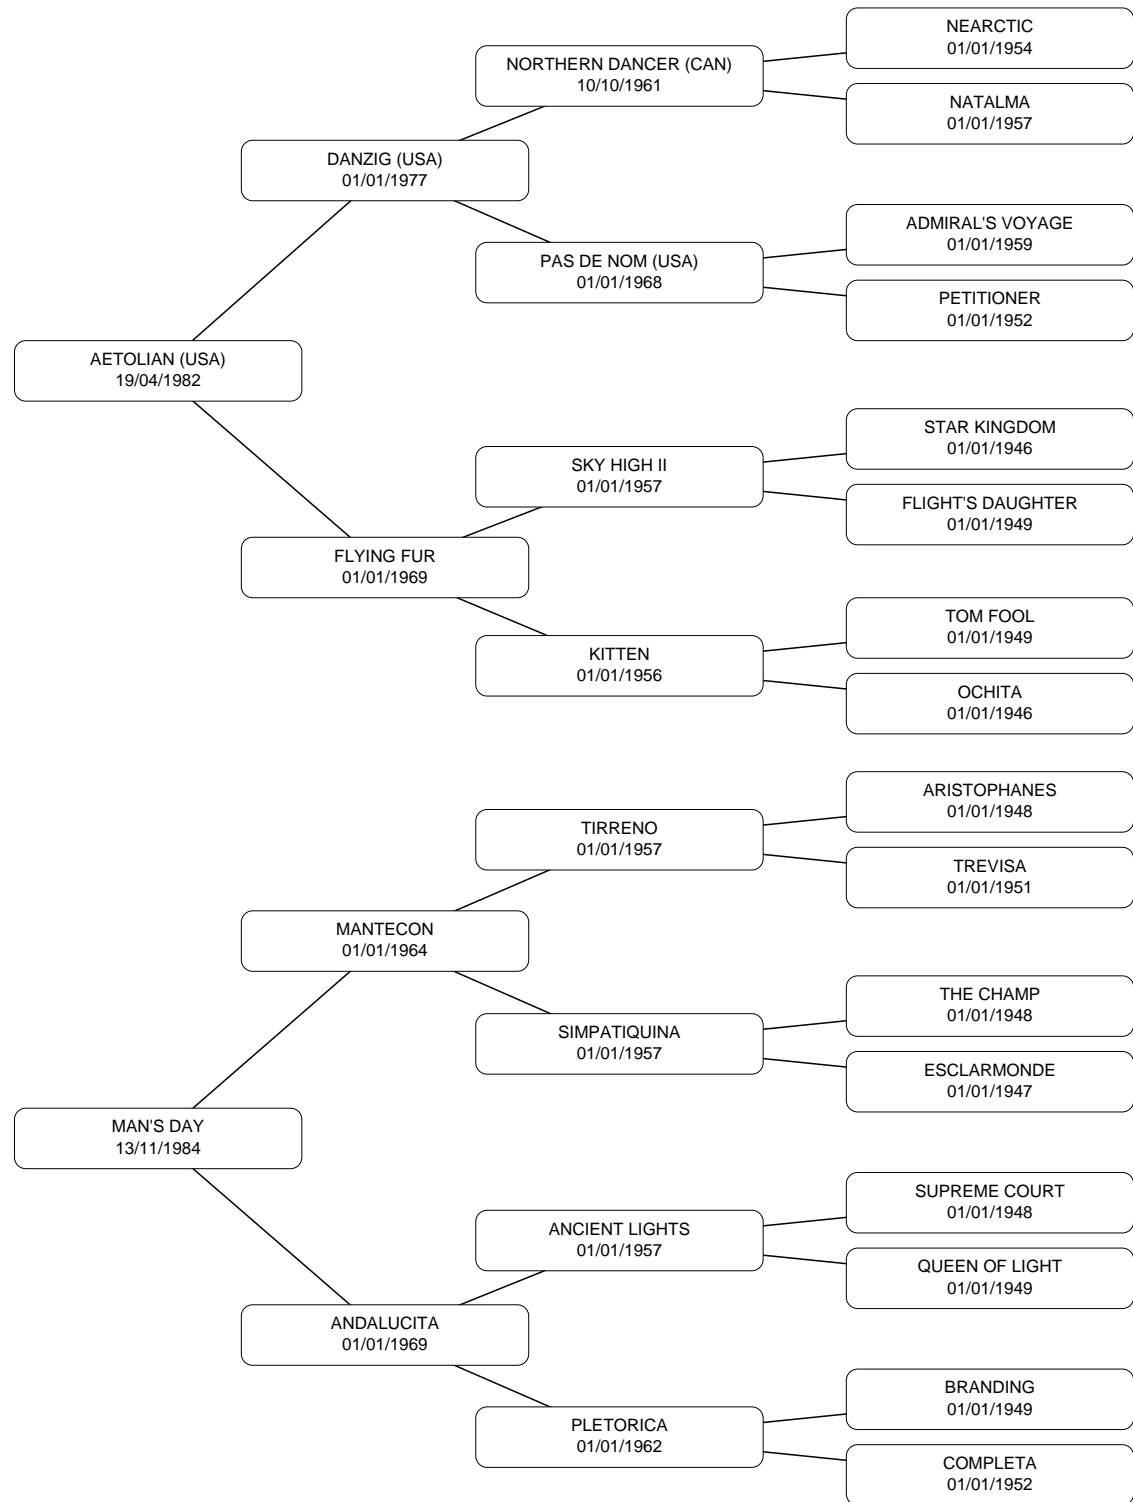 NEARCTIC
01/01/1954
NORTHERN DANCER (CAN)
10/10/1961
NATALMA
01/01/1957
DANZIG (USA)
01/01/1977
ADMIRAL'S VOYAGE
01/01/1959
PAS DE NOM (USA)
01/01/1968
PETITIONER
01/01/1952
AETOLIAN (USA)
19/04/1982
STAR KINGDOM
01/01/1946
SKY HIGH II
01/01/1957
FLIGHT'S DAUGHTER
01/01/1949
FLYING FUR
01/01/1969
TOM FOOL
01/01/1949
KITTEN
01/01/1956
OCHITA
01/01/1946
ARISTOPHANES
01/01/1948
TIRRENO
01/01/1957
TREVISA
01/01/1951
MANTECON
01/01/1964
THE CHAMP
01/01/1948
SIMPATIQUINA
01/01/1957
ESCLARMONDE
01/01/1947
MAN'S DAY
13/11/1984
SUPREME COURT
01/01/1948
ANCIENT LIGHTS
01/01/1957
QUEEN OF LIGHT
01/01/1949
ANDALUCITA
01/01/1969
BRANDING
01/01/1949
PLETORICA
01/01/1962
COMPLETA
01/01/1952